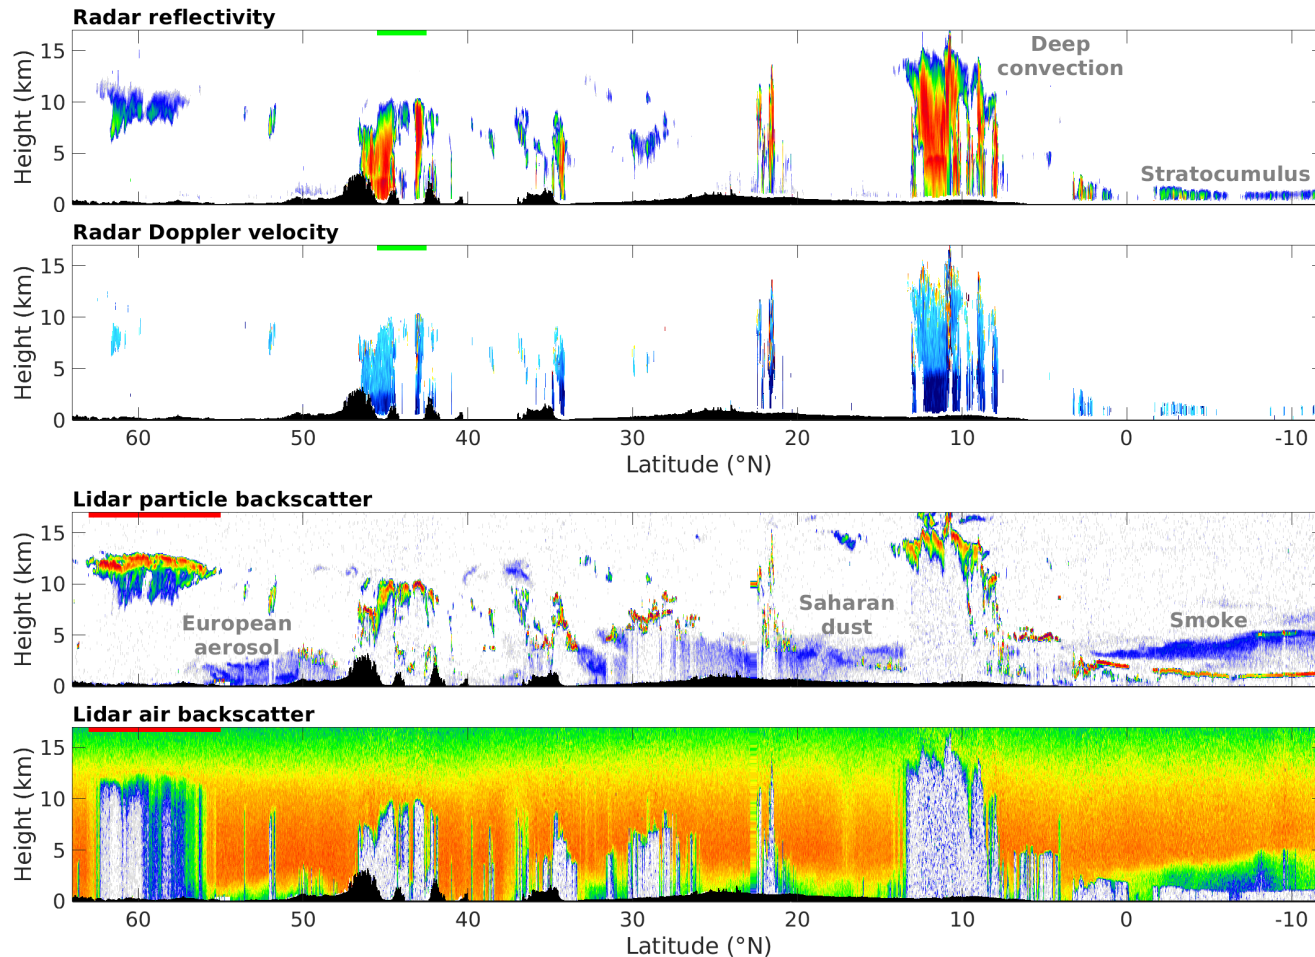 Radar reflectivity
15
10
5
0
Height (km)
Deep
convection
Stratocumulus
Radar Doppler velocity
15
10
5
0
Height (km)
60 50 40 30 20 10 0 -10
Latitude (°N)
Lidar particle backscatter
15
10
5
0
Height (km)
European
aerosol
Saharan
dust
Smoke
Lidar air backscatter
15
10
5
0
Height (km)
60 50 40 30 20 10 0 -10
Latitude (°N)